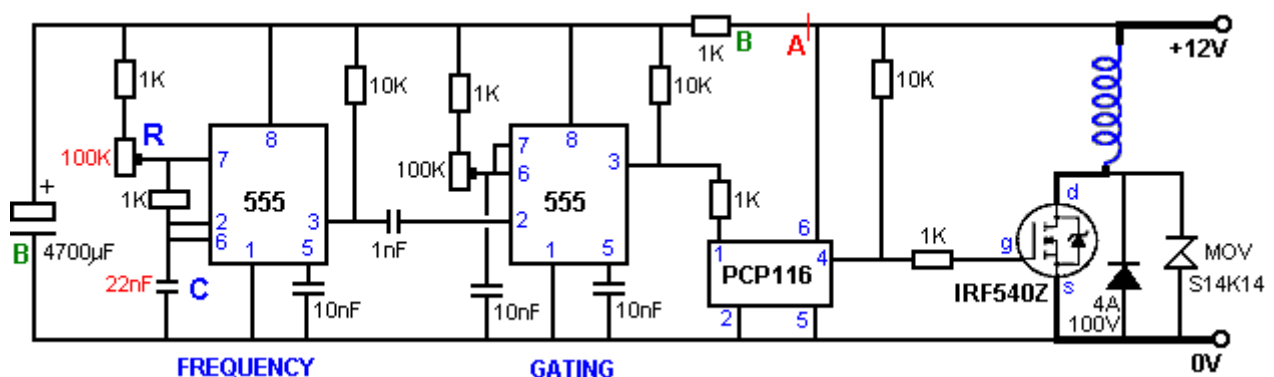 1K
B
A
+12V
1K
10K
1K
10K
10K
R
100K
7
8
1K
555
2
6
3
1
5
+
B
4700µF
22nF
C
10nF
1nF
100K
7
6
8
3
555
2
1
5
10nF
10nF
1K
1
6
4
PCP116
2
5
1K
g
d
s
IRF540Z
4A
100V
MOV
S14K14
FREQUENCY
GATING
0V